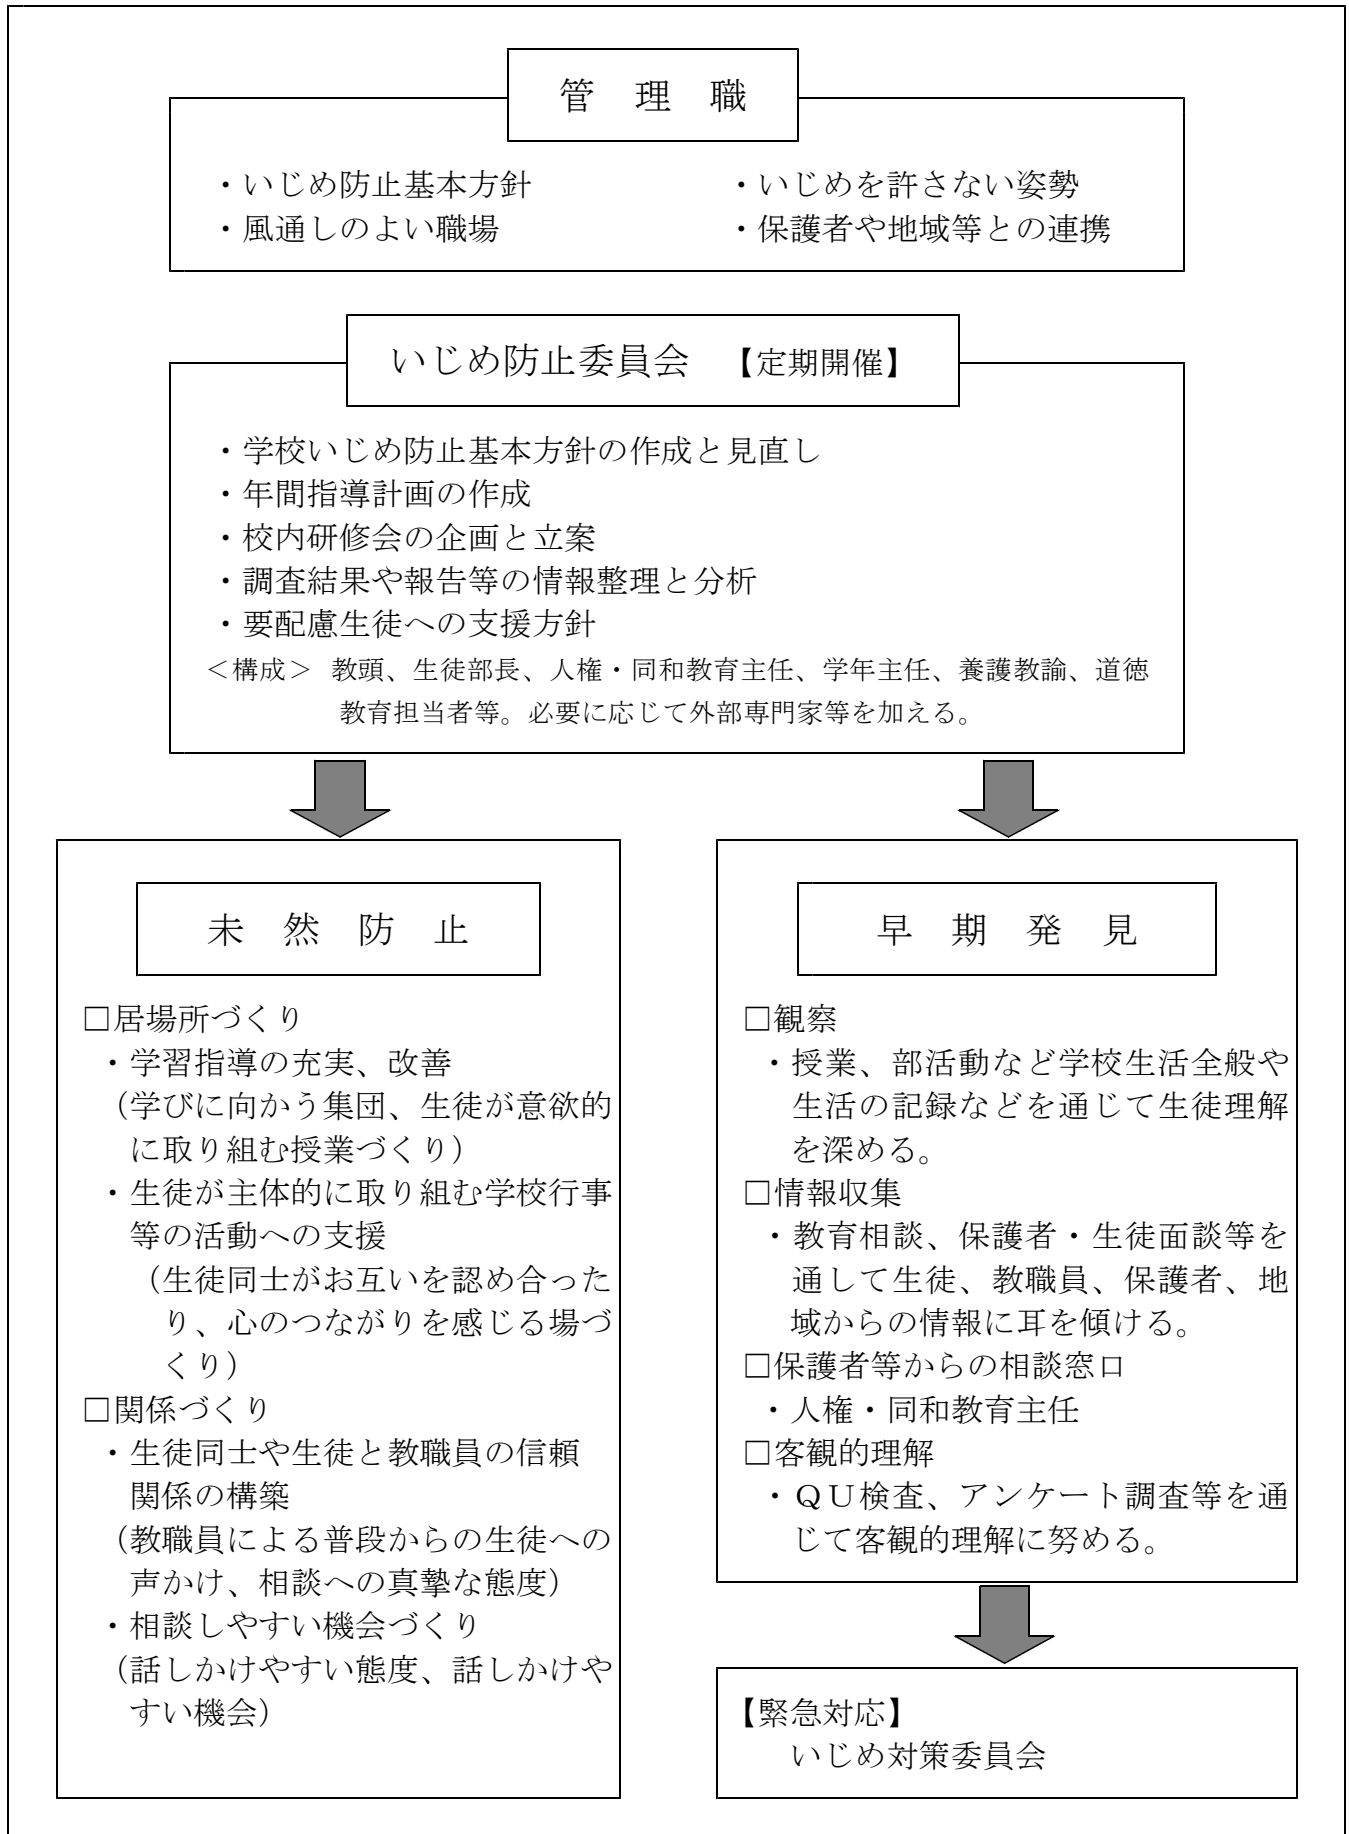 管　理　職
・いじめ防止基本方針　・いじめを許さない姿勢
・風通しのよい職場　・保護者や地域等との連携
いじめ防止委員会　【定期開催】
・学校いじめ防止基本方針の作成と見直し
・年間指導計画の作成
・校内研修会の企画と立案
・調査結果や報告等の情報整理と分析
・要配慮生徒への支援方針
＜構成＞ 教頭、生徒部長、人権・同和教育主任、学年主任、養護教諭、道徳
教育担当者等。必要に応じて外部専門家等を加える。
未　然　防　止
□居場所づくり
・学習指導の充実、改善
（学びに向かう集団、生徒が意欲的
に取り組む授業づくり）
・生徒が主体的に取り組む学校行事
等の活動への支援
（生徒同士がお互いを認め合った
り、心のつながりを感じる場づ
くり）
□関係づくり
・生徒同士や生徒と教職員の信頼
関係の構築
（教職員による普段からの生徒への
声かけ、相談への真摯な態度）
・相談しやすい機会づくり
（話しかけやすい態度、話しかけや
すい機会）
早　期　発　見
□観察
・授業、部活動など学校生活全般や
生活の記録などを通じて生徒理解
を深める。
□情報収集
・教育相談、保護者・生徒面談等を
通して生徒、教職員、保護者、地
域からの情報に耳を傾ける。
□保護者等からの相談窓口
・人権・同和教育主任
□客観的理解
・ＱＵ検査、アンケート調査等を通
じて客観的理解に努める。
【緊急対応】
いじめ対策委員会